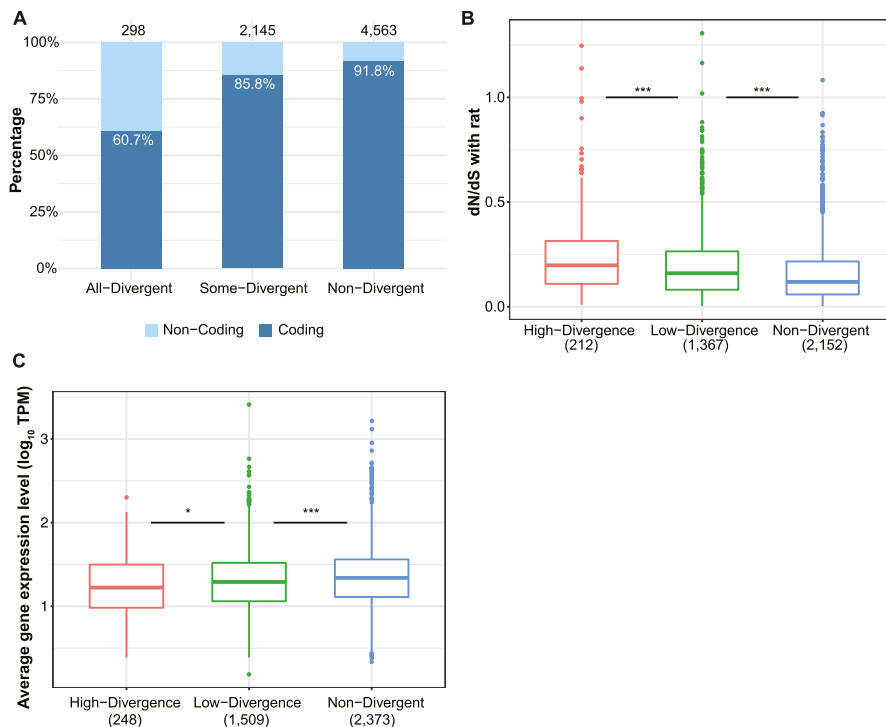 A
298 2,145 4,563
100%
75%
50%
25%
0%
Percentage
60.7%
85.8%
91.8%
All-Divergent Some-Divergent Non-Divergent
Non-Coding Coding
B
dN/dS with rat
1.0
0.5
0.0
*** ***
High-Divergence Low-Divergence Non-Divergent
(212) (1,367) (2,152)
C
Average gene expression level (log₁₀ TPM)
3
2
1
* ***
High-Divergence Low-Divergence Non-Divergent
(248) (1,509) (2,373)